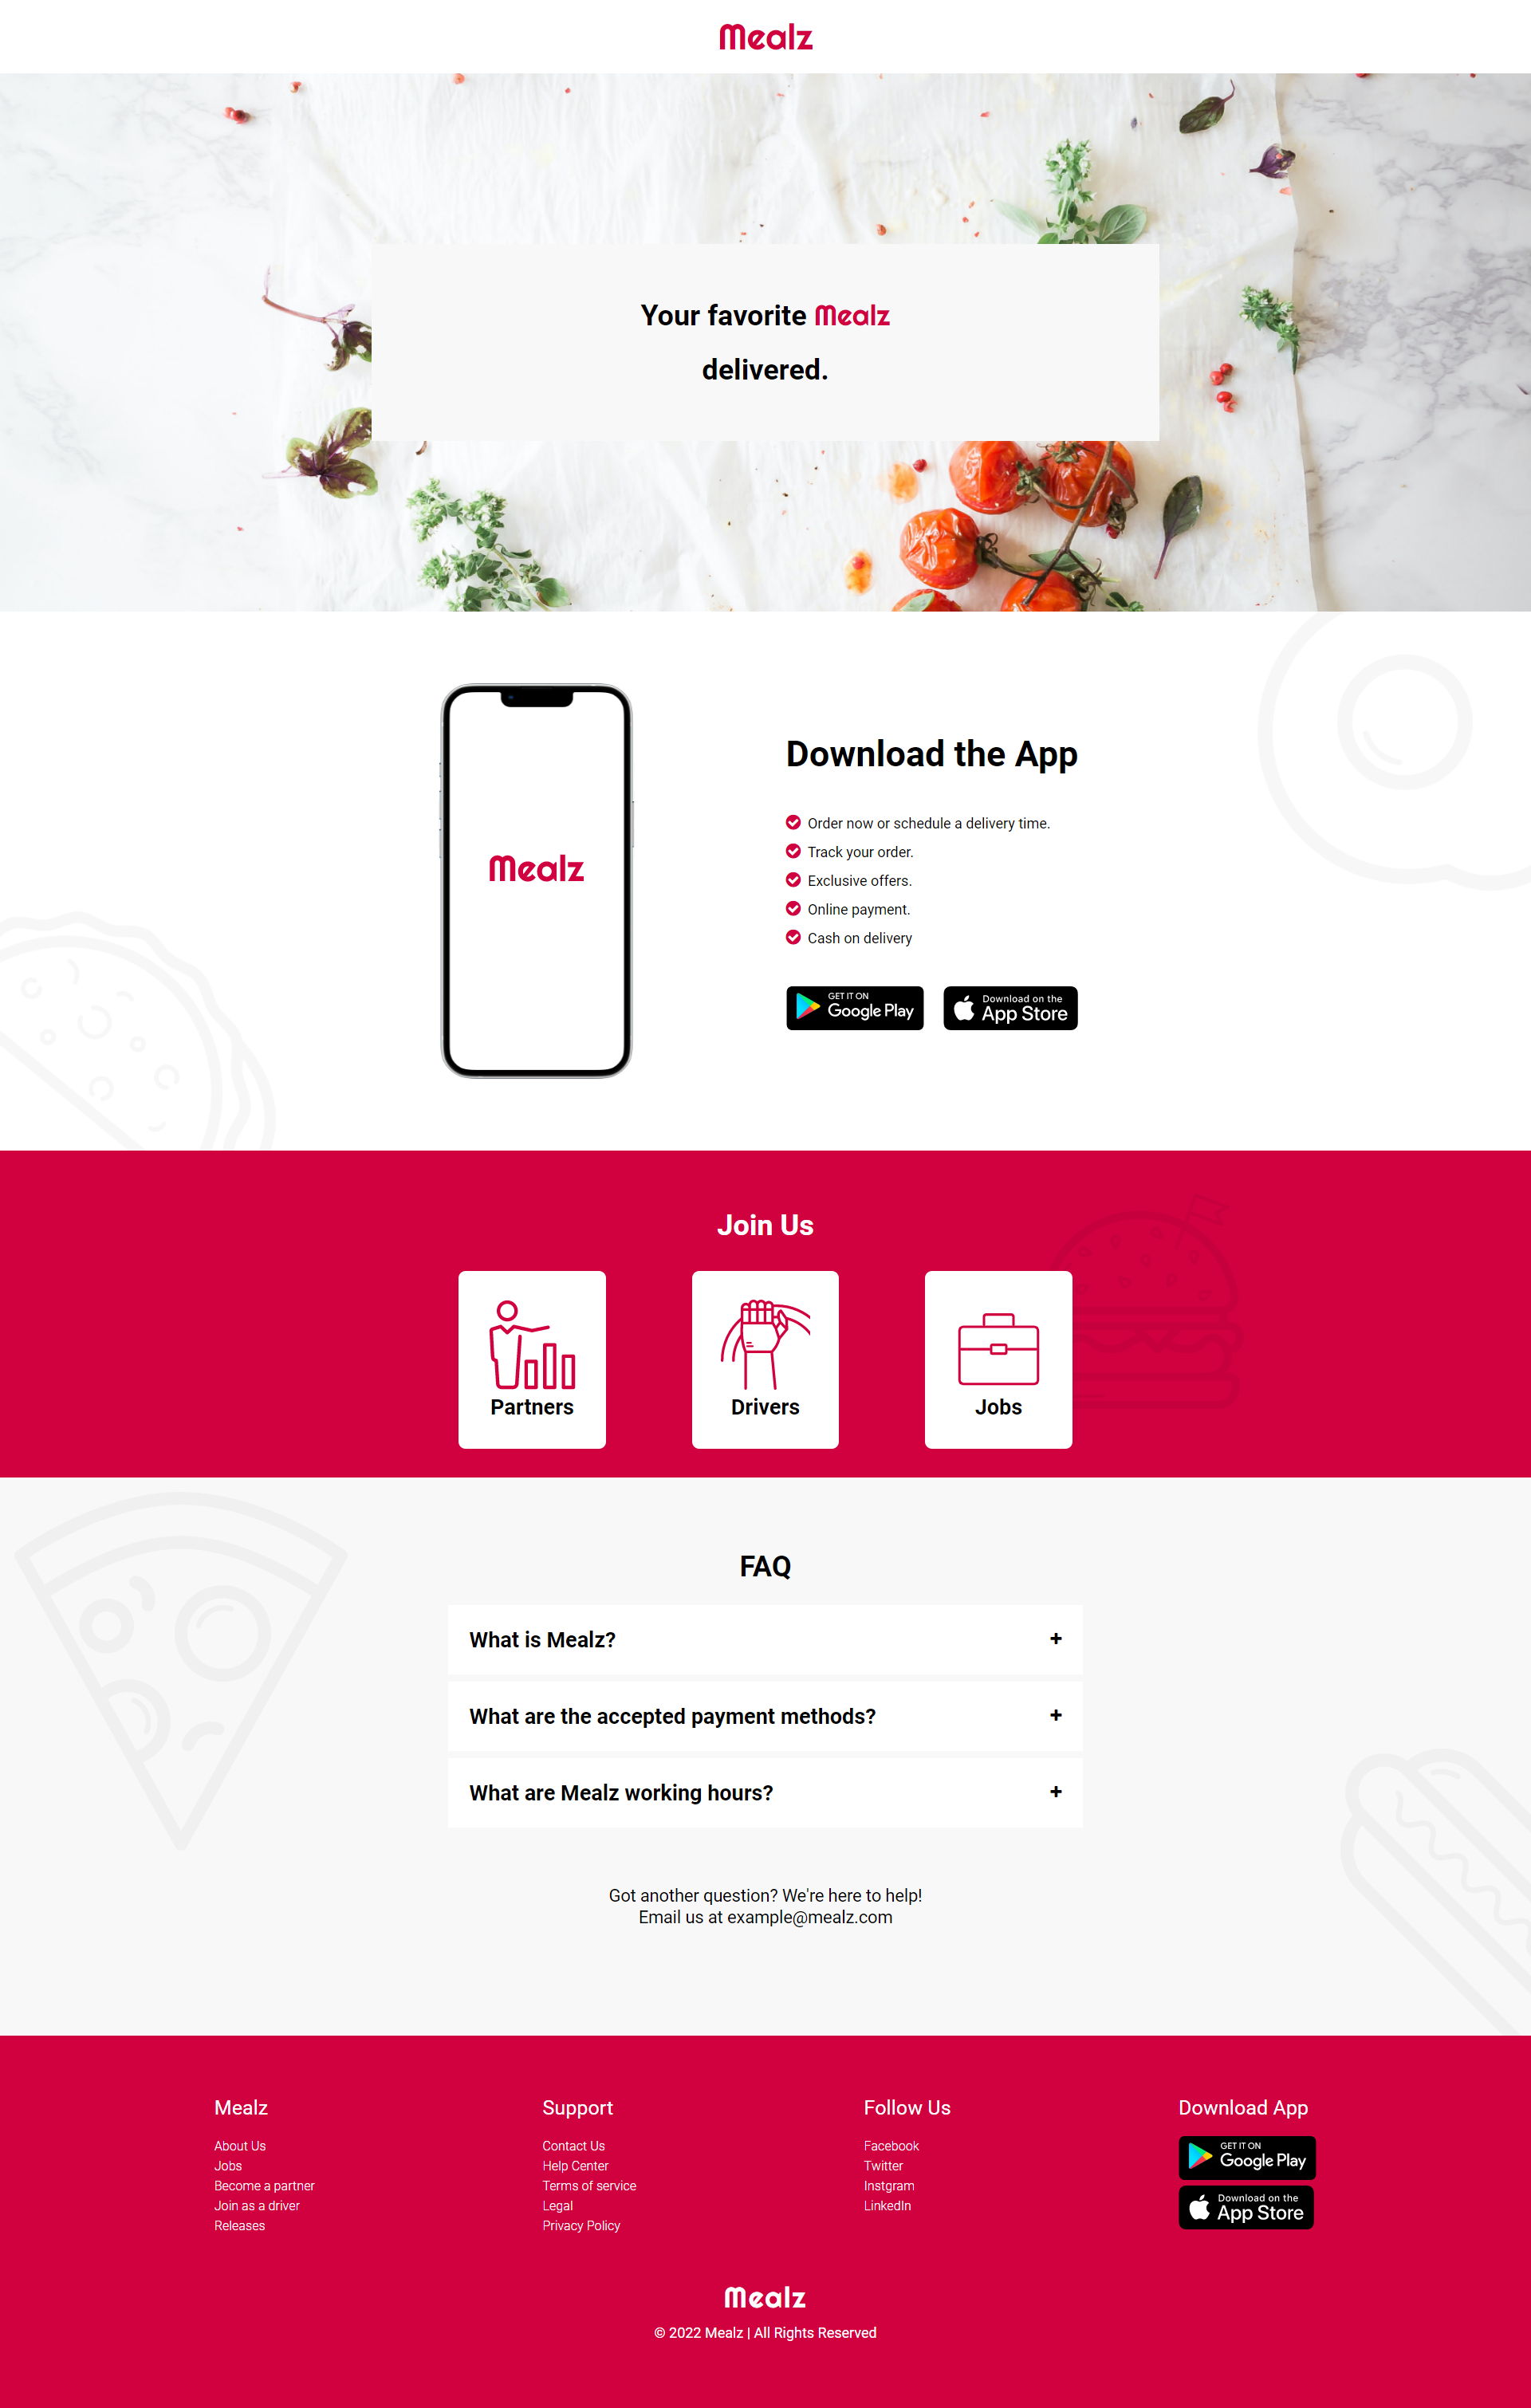 Mealz
Your favorite Mealz
delivered.
Mealz
Download the App
Order now or schedule a delivery time.
Track your order.
Exclusive offers.
Online payment.
Cash on delivery
GET IT ON
Google Play
Download on the
App Store
Join Us
Partners
Drivers
Jobs
FAQ
What is Mealz?
+
What are the accepted payment methods?
+
What are Mealz working hours?
+
Got another question? We're here to help!
Email us at example@mealz.com
Mealz
About Us
Jobs
Become a partner
Join as a driver
Releases
Support
Contact Us
Help Center
Terms of service
Legal
Privacy Policy
Follow Us
Facebook
Twitter
Instgram
LinkedIn
Download App
GET IT ON
Google Play
Download on the
App Store
Mealz
© 2022 Mealz | All Rights Reserved